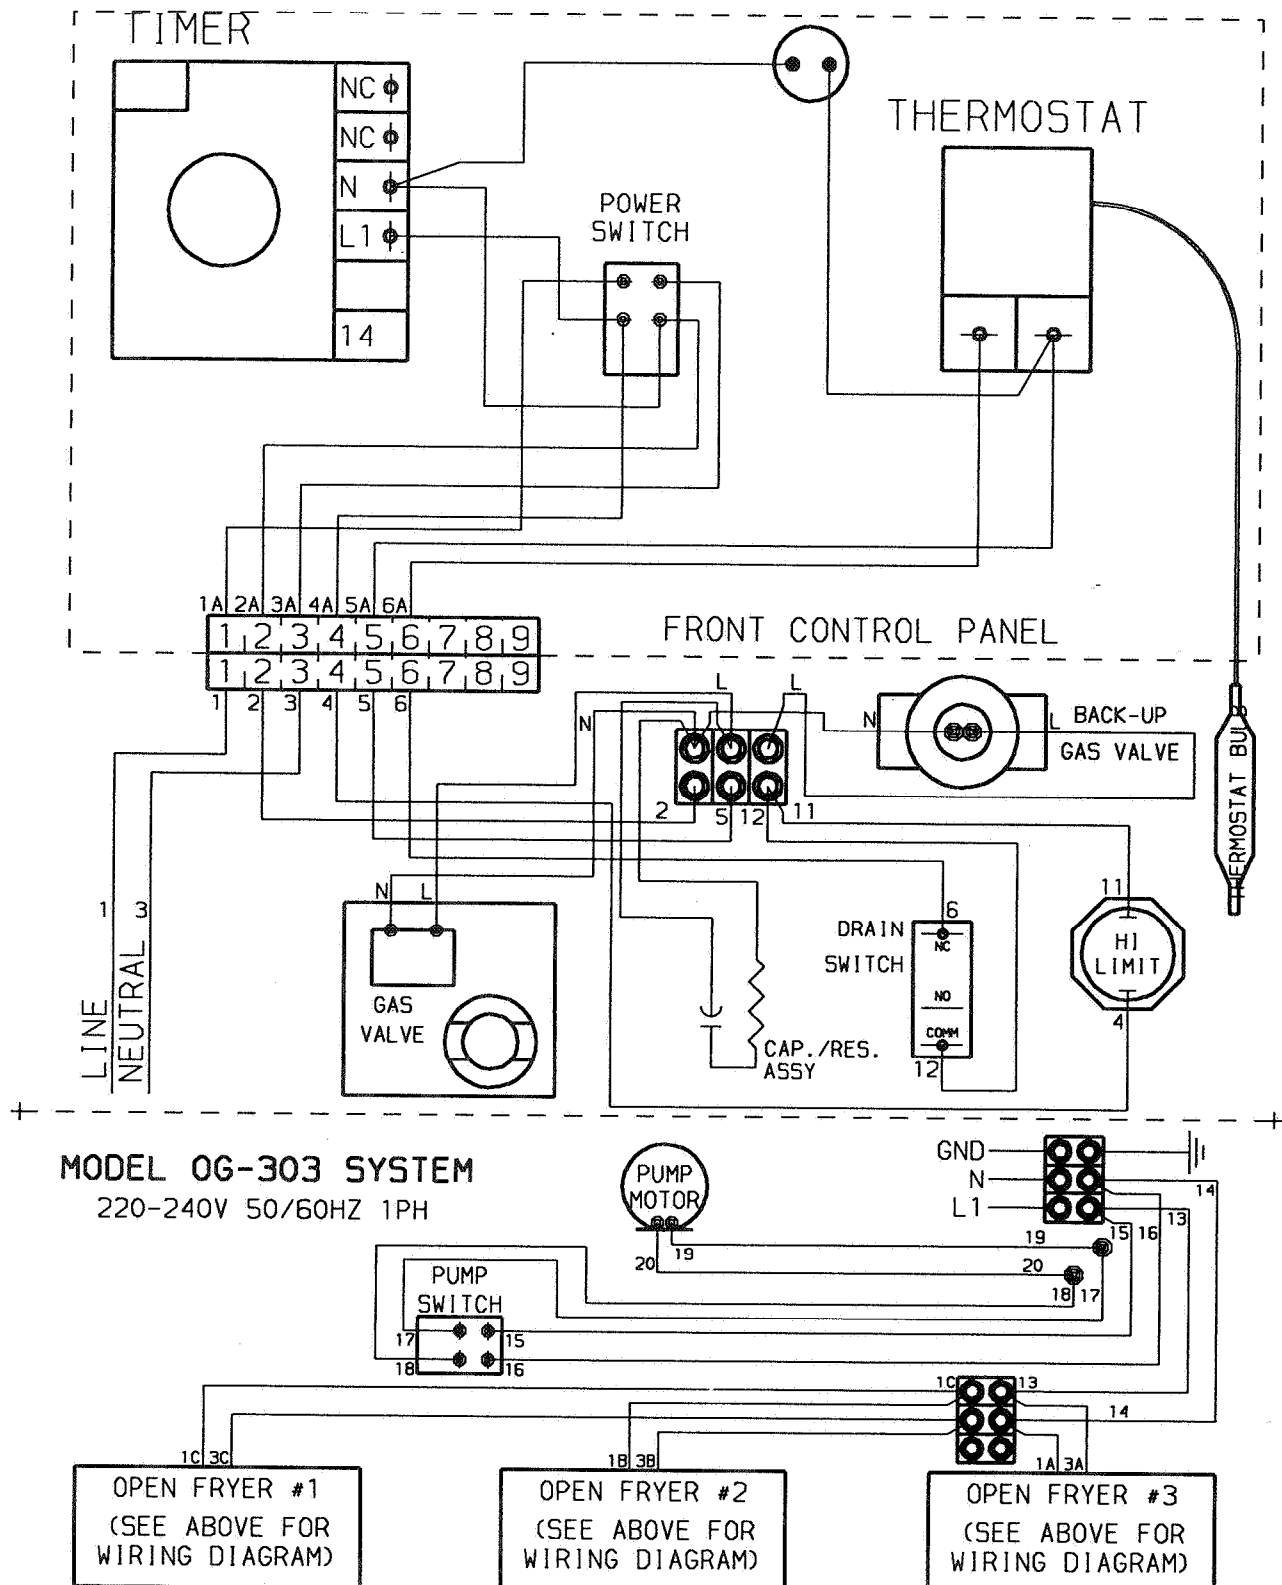 TIMER
NC
NC
N
L1
14
POWER
SWITCH
THERMOSTAT
1A 2A 3A 4A 5A 6A
1 2 3 4 5 6 7 8 9
1 2 3 4 5 6 7 8 9
1 2 3 4 5 6
FRONT CONTROL PANEL
N
L
L
N
L
BACK-UP
GAS VALVE
2
5
12
11
THERMOSTAT BULB
LINE
1
NEUTRAL
3
N
L
GAS
VALVE
CAP./RES.
ASSY
DRAIN
SWITCH
6
NC
NO
COMM
12
11
HI
LIMIT
4
MODEL OG-303 SYSTEM
220-240V 50/60HZ 1PH
PUMP
MOTOR
19
20
GND
N
L1
14
13
15
16
19
20
18
17
PUMP
SWITCH
17
15
18
16
1C
13
14
1C 3C
1B 3B
1A 3A
OPEN FRYER #1
(SEE ABOVE FOR
WIRING DIAGRAM)
OPEN FRYER #2
(SEE ABOVE FOR
WIRING DIAGRAM)
OPEN FRYER #3
(SEE ABOVE FOR
WIRING DIAGRAM)